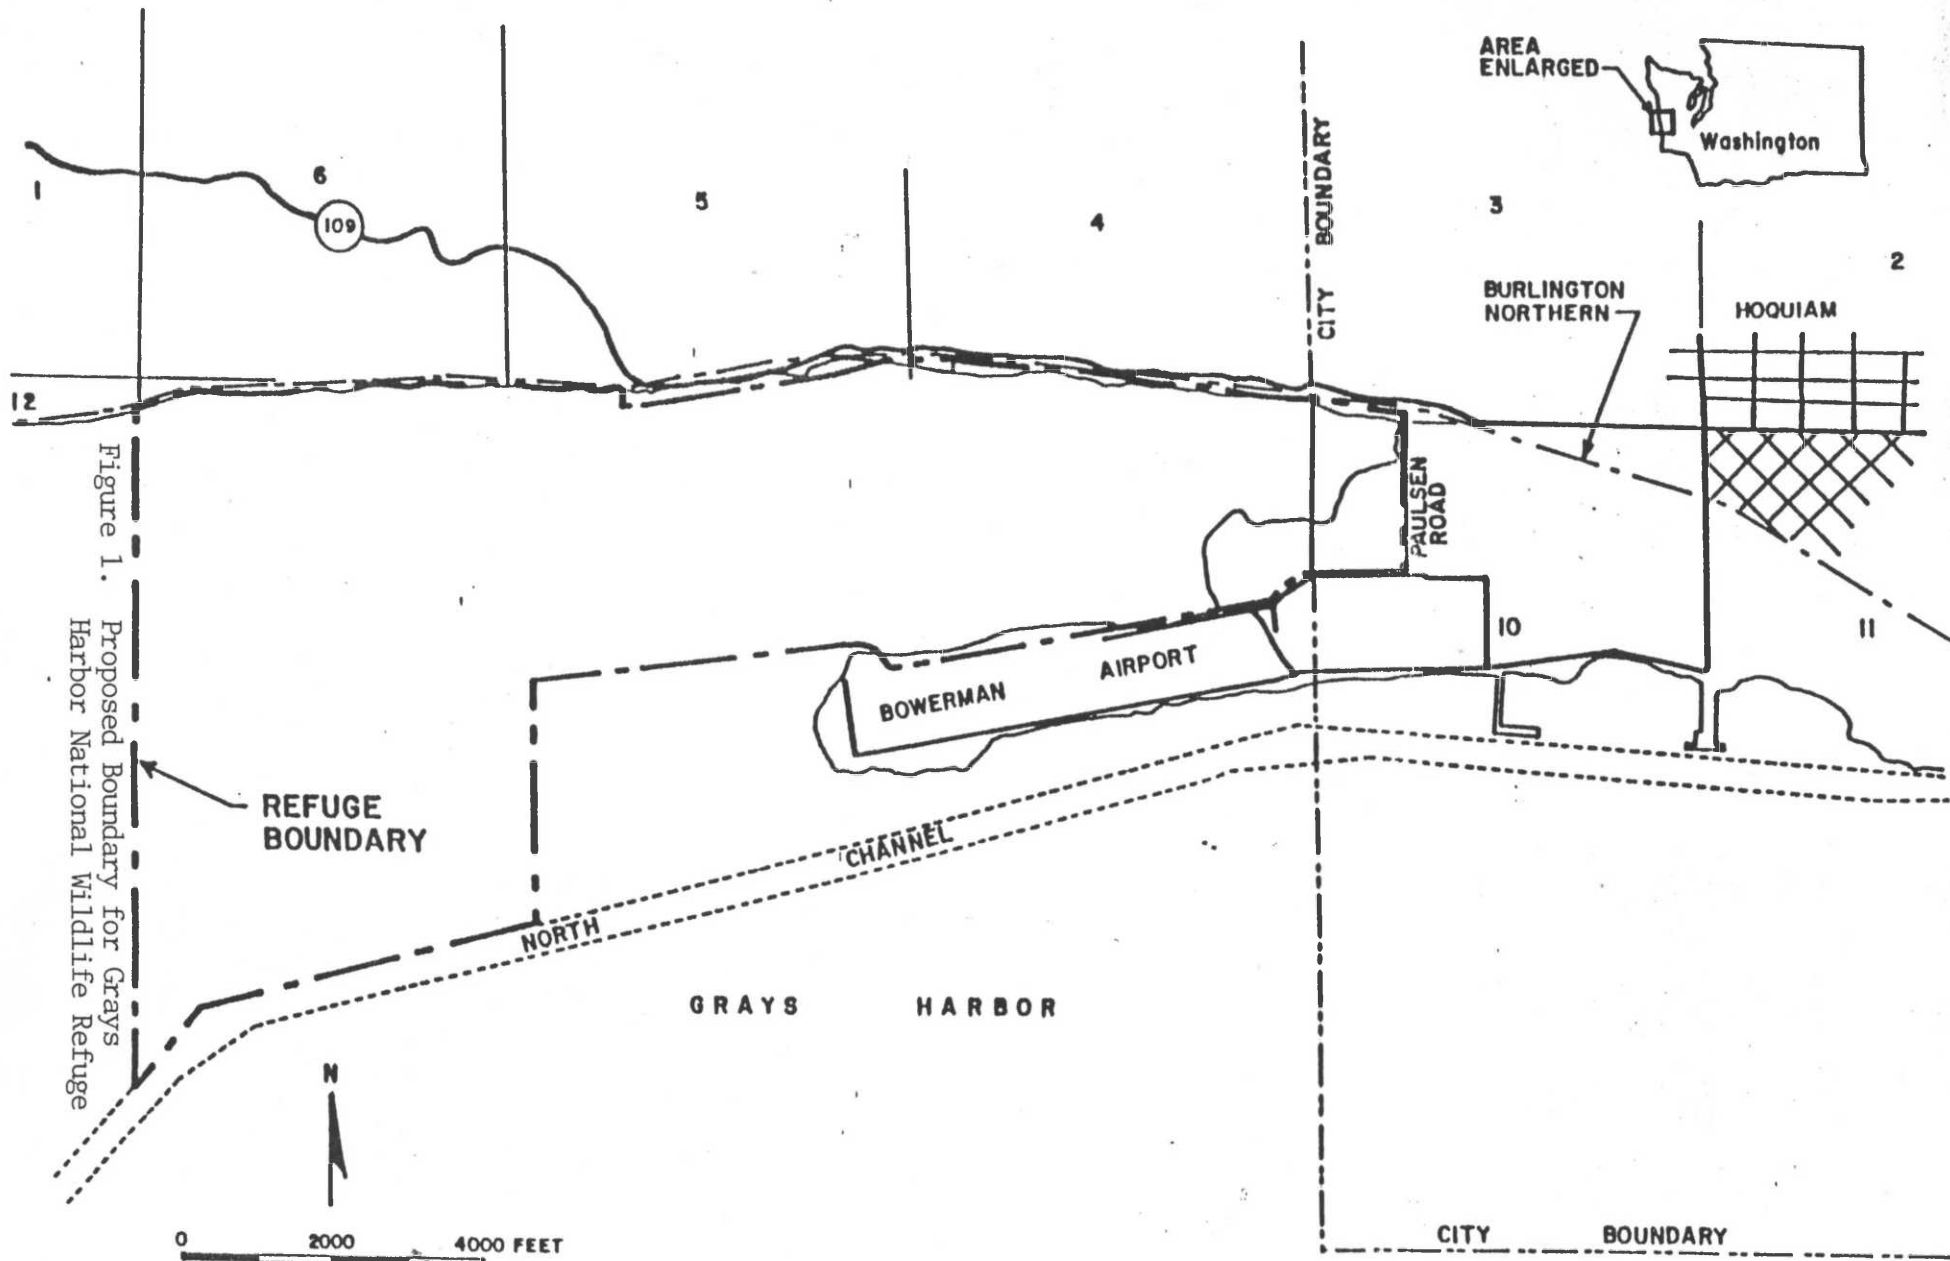 AREA
ENLARGED
Washington
1
6
109
5
4
CITY BOUNDARY
3
2
BURLINGTON
NORTHERN
HOQUIAM
12
PAULSEN
ROAD
10
11
BOWERMAN AIRPORT
REFUGE
BOUNDARY
NORTH CHANNEL
GRAYS HARBOR
N
0 2000 4000 FEET
CITY BOUNDARY
Figure 1. Proposed Boundary for Grays
Harbor National Wildlife Refuge